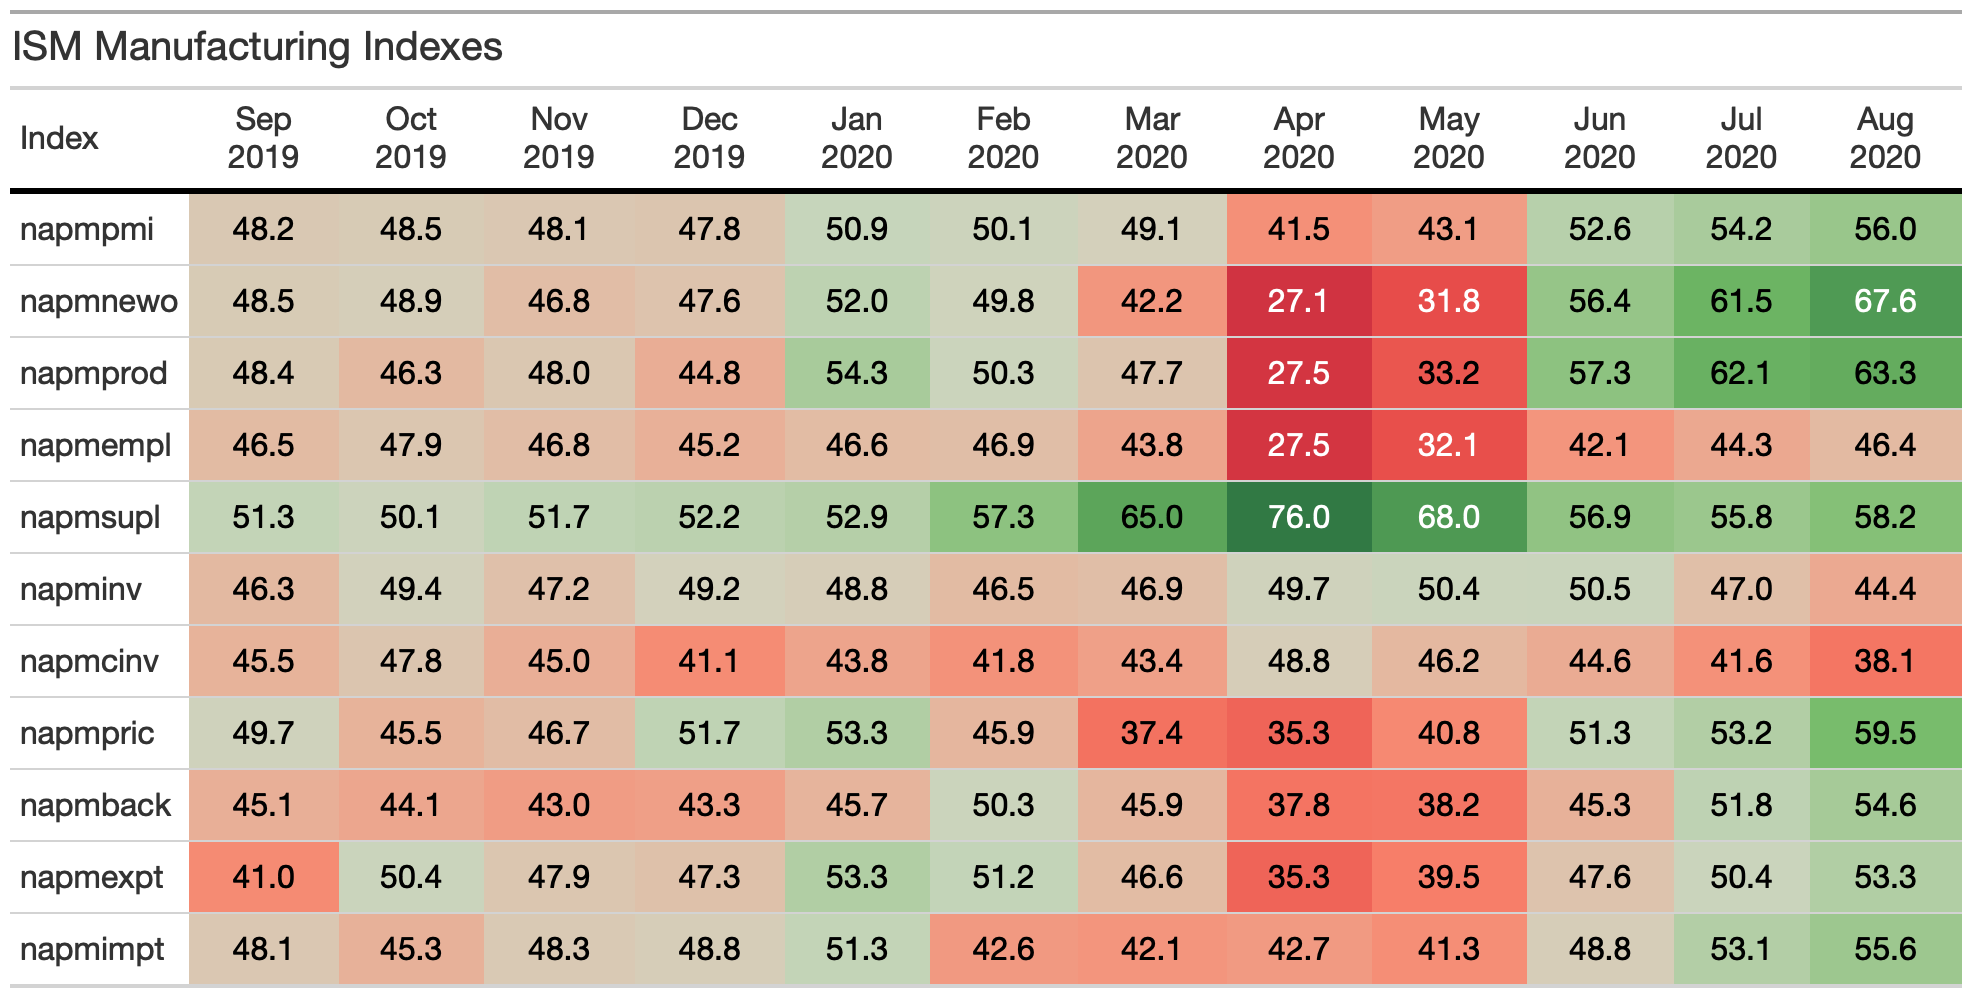 ISM Manufacturing Indexes
Index Sep 2019 Oct 2019 Nov 2019 Dec 2019 Jan 2020 Feb 2020 Mar 2020 Apr 2020 May 2020 Jun 2020 Jul 2020 Aug 2020
napmpmi 48.2 48.5 48.1 47.8 50.9 50.1 49.1 41.5 43.1 52.6 54.2 56.0
napmnewo 48.5 48.9 46.8 47.6 52.0 49.8 42.2 27.1 31.8 56.4 61.5 67.6
napmprod 48.4 46.3 48.0 44.8 54.3 50.3 47.7 27.5 33.2 57.3 62.1 63.3
napmempl 46.5 47.9 46.8 45.2 46.6 46.9 43.8 27.5 32.1 42.1 44.3 46.4
napmsupl 51.3 50.1 51.7 52.2 52.9 57.3 65.0 76.0 68.0 56.9 55.8 58.2
napminv 46.3 49.4 47.2 49.2 48.8 46.5 46.9 49.7 50.4 50.5 47.0 44.4
napmcinv 45.5 47.8 45.0 41.1 43.8 41.8 43.4 48.8 46.2 44.6 41.6 38.1
napmpric 49.7 45.5 46.7 51.7 53.3 45.9 37.4 35.3 40.8 51.3 53.2 59.5
napmback 45.1 44.1 43.0 43.3 45.7 50.3 45.9 37.8 38.2 45.3 51.8 54.6
napmexpt 41.0 50.4 47.9 47.3 53.3 51.2 46.6 35.3 39.5 47.6 50.4 53.3
napmimpt 48.1 45.3 48.3 48.8 51.3 42.6 42.1 42.7 41.3 48.8 53.1 55.6